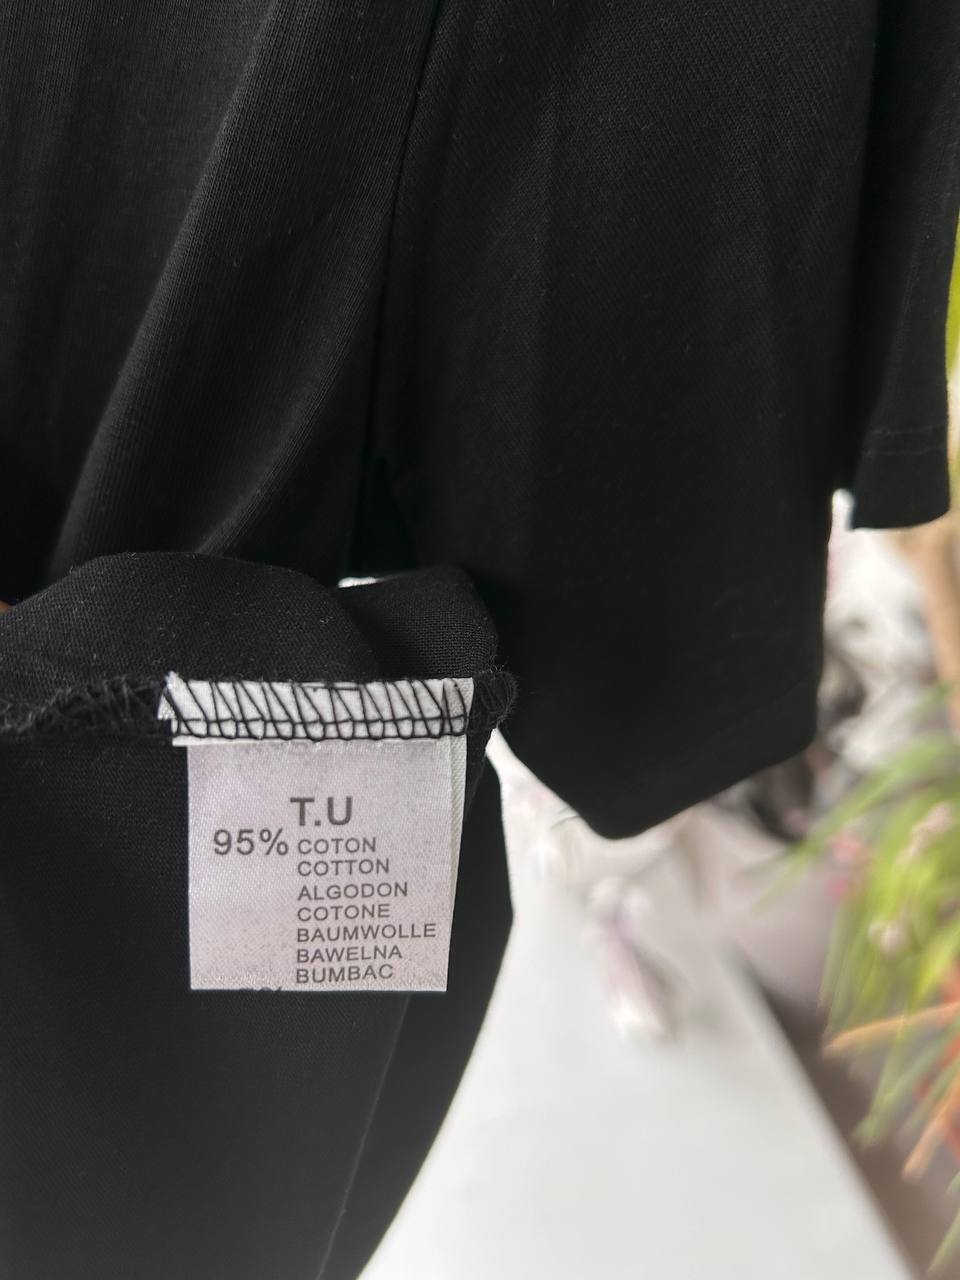 T.U
95% COTON
COTTON
ALGODON
COTONE
BAUMWOLLE
BAWELNA
BUMBAC